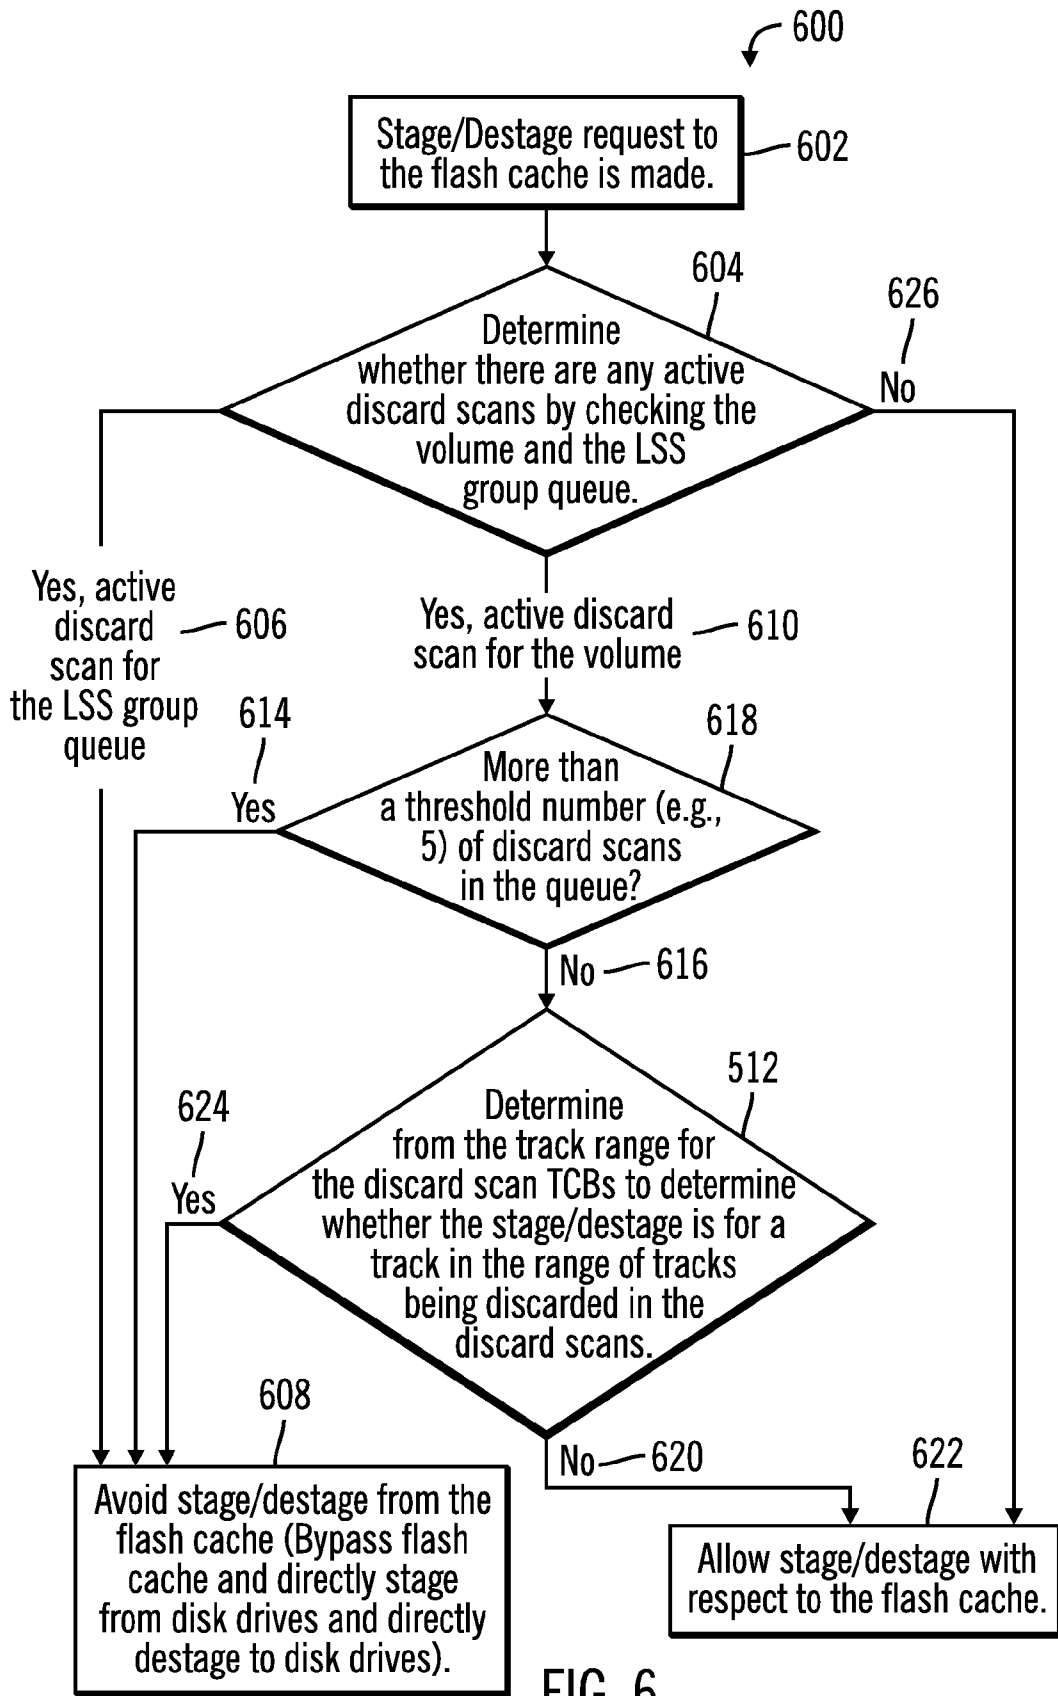 600
Stage/Destage request to
the flash cache is made.
602
604
626
Determine
whether there are any active
discard scans by checking the
volume and the LSS
group queue.
No
Yes, active
discard
scan for
the LSS group
queue
606
Yes, active discard
scan for the volume
610
614
Yes
618
More than
a threshold number (e.g.,
5) of discard scans
in the queue?
No
616
512
624
Yes
Determine
from the track range for
the discard scan TCBs to determine
whether the stage/destage is for a
track in the range of tracks
being discarded in the
discard scans.
608
No
620
622
Avoid stage/destage from the
flash cache (Bypass flash
cache and directly stage
from disk drives and directly
destage to disk drives).
Allow stage/destage with
respect to the flash cache.
FIG. 6